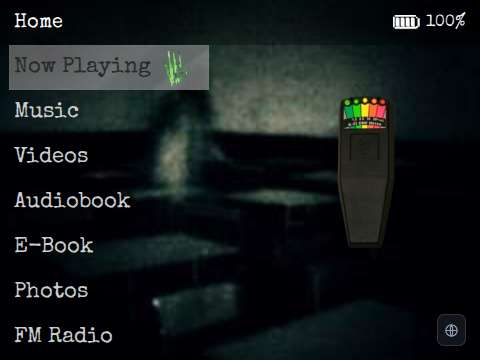 Home
100%
Now Playing
Music
Videos
Audiobook
E-Book
Photos
FM Radio